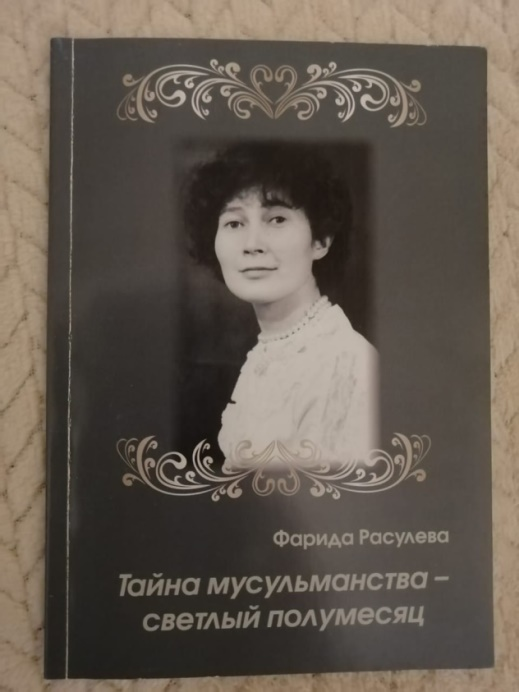 Фарида Расулева
Тайна мусульманства –
светлый полумесяц